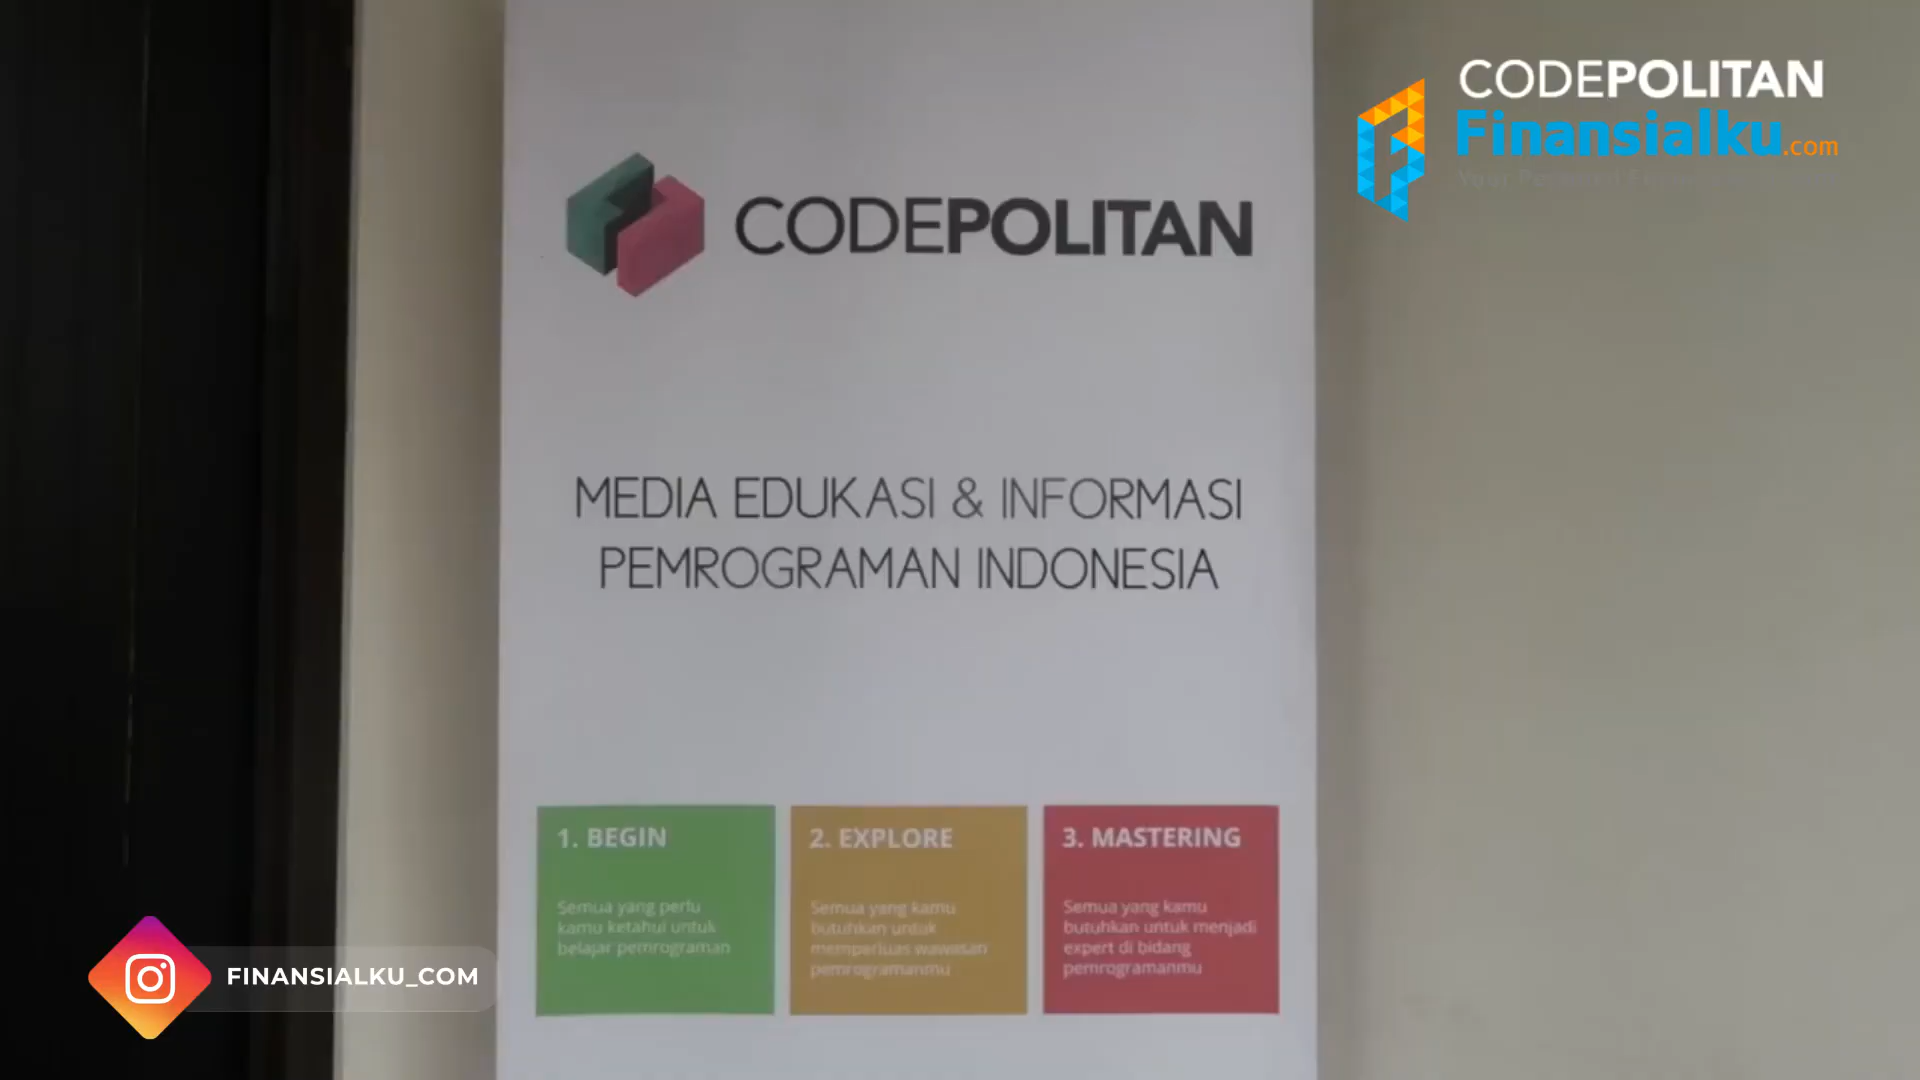 CODEPOLITAN
Finansialku.com
CODEPOLITAN
MEDIA EDUKASI & INFORMASI
PEMROGRAMAN INDONESIA
1. BEGIN
Semua yang perlu
kamu ketahui untuk
belajar pemrograman
2. EXPLORE
Semua yang kamu
butuhkan untuk
memperluas wawasan
pemrogramanmu
3. MASTERING
Semua yang kamu
butuhkan untuk menjadi
expert di bidang
pemrogramanmu
FINANSIALKU_COM